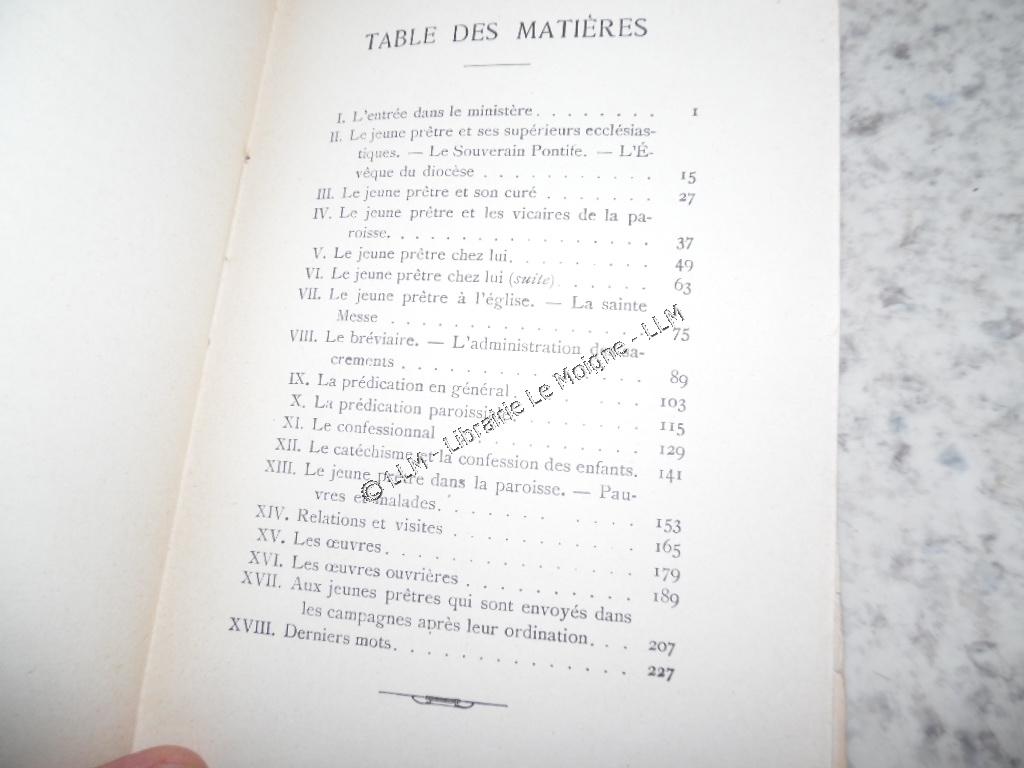 TABLE DES MATIÈRES
I. L'entrée dans le ministère. . . . . . . . 1
II. Le jeune prêtre et ses supérieurs ecclésias-
tiques. — Le Souverain Pontife. — L'É-
vêque du diocèse . . . . . . . . . . . 15
III. Le jeune prêtre et son curé . . . . . . . 27
IV. Le jeune prêtre et les vicaires de la pa-
roisse. . . . . . . . . . . . . . . . 37
V. Le jeune prêtre chez lui. . . . . . . . . 49
VI. Le jeune prêtre chez lui (suite) . . . . . . 63
VII. Le jeune prêtre à l'église. — La sainte
Messe . . . . . . . . . . . . . . . . 75
VIII. Le bréviaire. — L'administration des sa-
crements . . . . . . . . . . . . . . . 89
IX. La prédication en général . . . . . . . . 103
X. La prédication paroissiale . . . . . . . . 115
XI. Le confessionnal . . . . . . . . . . . . 129
XII. Le catéchisme et la confession des enfants. 141
XIII. Le jeune prêtre dans la paroisse. — Pau-
vres et malades. . . . . . . . . . . . 153
XIV. Relations et visites . . . . . . . . . . 165
XV. Les œuvres. . . . . . . . . . . . . . . 179
XVI. Les œuvres ouvrières . . . . . . . . . 189
XVII. Aux jeunes prêtres qui sont envoyés dans
les campagnes après leur ordination. . . . 207
XVIII. Derniers mots. . . . . . . . . . . . . 227
© LLM - Librairie Le Moigne - LLM